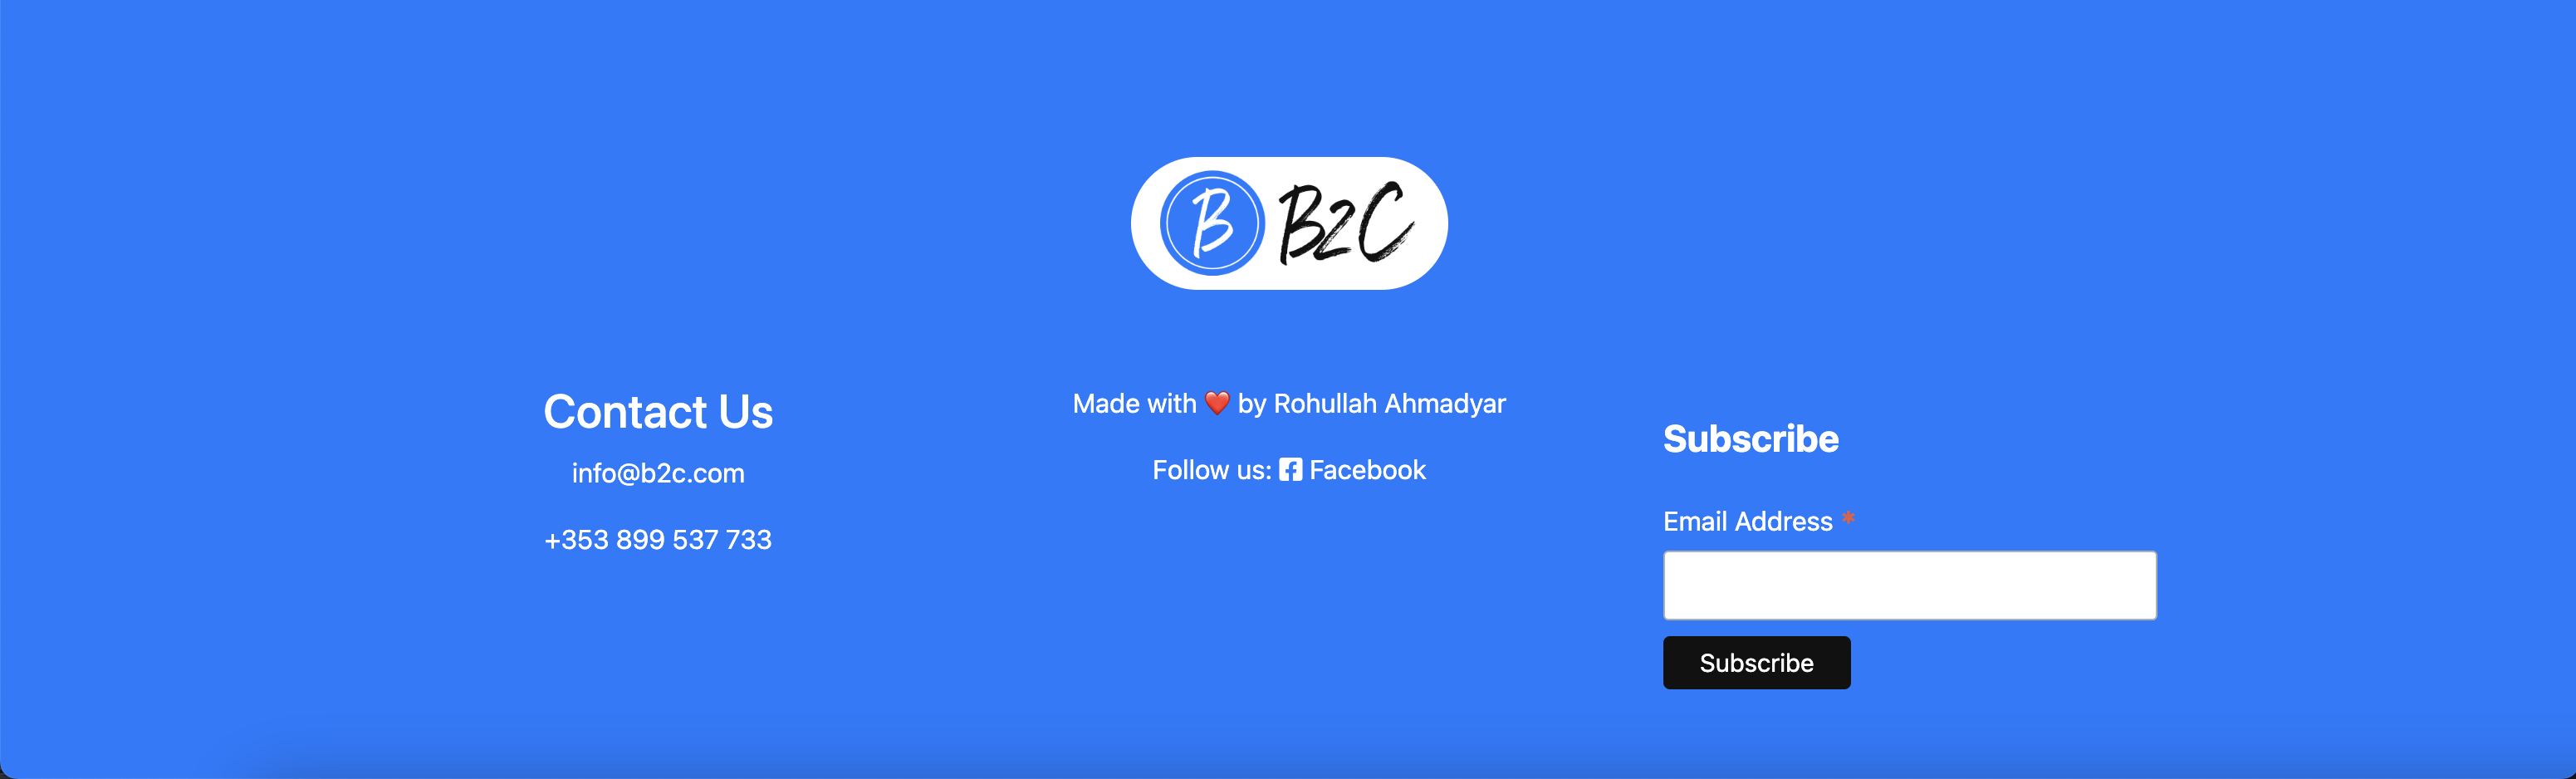 B B2C
Contact Us
info@b2c.com
+353 899 537 733
Made with ❤️ by Rohullah Ahmadyar
Follow us: Facebook
Subscribe
Email Address *
Subscribe